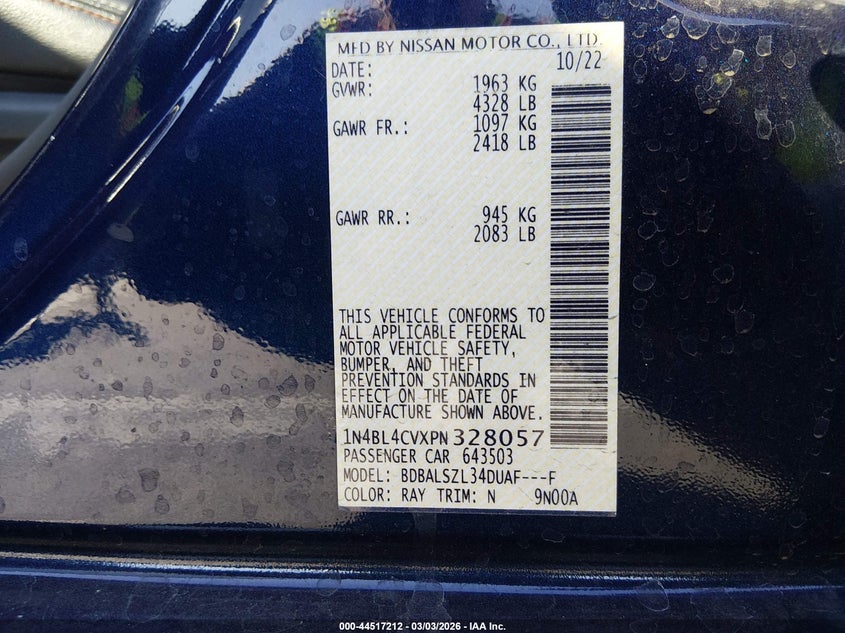 MFD BY NISSAN MOTOR CO., LTD.
DATE: 10/22
GVWR: 1963 KG
4328 LB
GAWR FR.: 1097 KG
2418 LB
GAWR RR.: 945 KG
2083 LB
THIS VEHICLE CONFORMS TO
ALL APPLICABLE FEDERAL
MOTOR VEHICLE SAFETY,
BUMPER, AND THEFT
PREVENTION STANDARDS IN
EFFECT ON THE DATE OF
MANUFACTURE SHOWN ABOVE.
1N4BL4CVXPN328057
PASSENGER CAR 643503
MODEL: BDBALSZL34DUAF---F
COLOR: RAY TRIM: N 9N00A
000-44517212 - 03/03/2026 - IAA Inc.